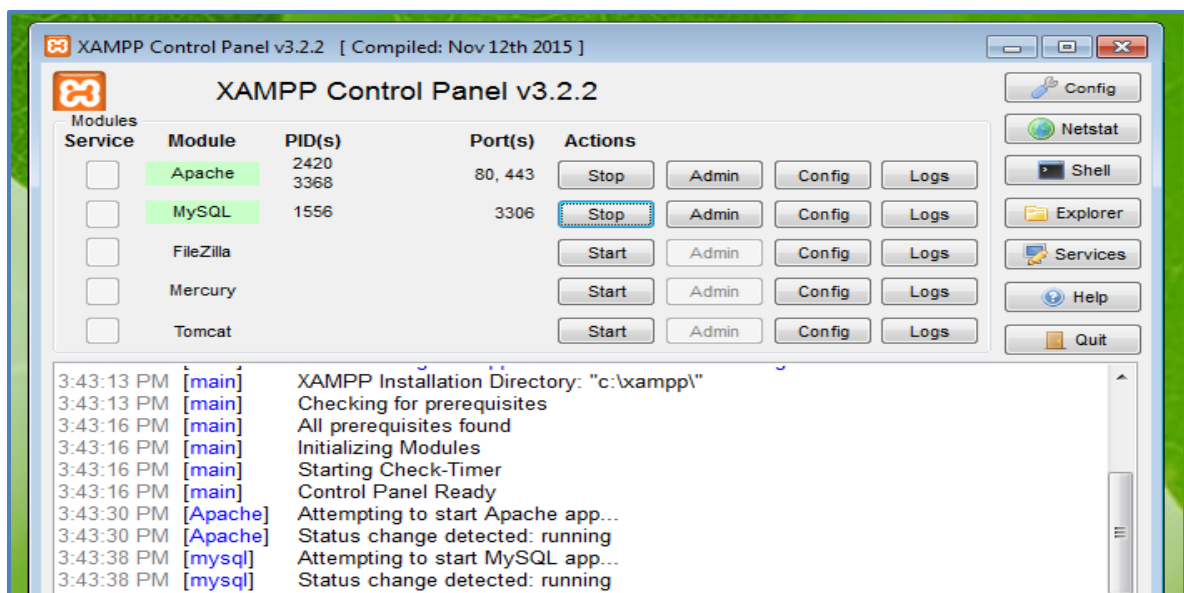 XAMPP Control Panel v3.2.2 [ Compiled: Nov 12th 2015 ]
XAMPP Control Panel v3.2.2
Config
Modules
Netstat
Service Module PID(s) Port(s) Actions
Apache 2420 3368 80, 443 Stop Admin Config Logs
Shell
MySQL 1556 3306 Stop Admin Config Logs
Explorer
FileZilla Start Admin Config Logs
Services
Mercury Start Admin Config Logs
Help
Tomcat Start Admin Config Logs
Quit
3:43:13 PM [main] XAMPP Installation Directory: "c:\xampp\"
3:43:13 PM [main] Checking for prerequisites
3:43:16 PM [main] All prerequisites found
3:43:16 PM [main] Initializing Modules
3:43:16 PM [main] Starting Check-Timer
3:43:16 PM [main] Control Panel Ready
3:43:30 PM [Apache] Attempting to start Apache app...
3:43:30 PM [Apache] Status change detected: running
3:43:38 PM [mysql] Attempting to start MySQL app...
3:43:38 PM [mysql] Status change detected: running